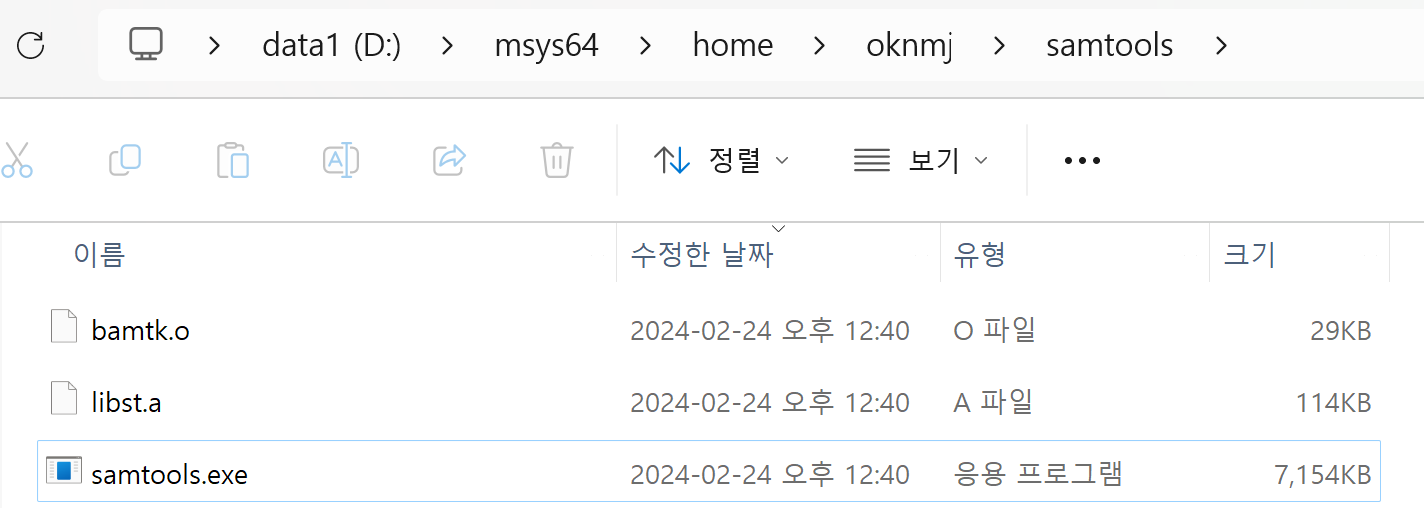 data1 (D:) > msys64 > home > oknmj > samtools >
정렬 보기 •••
이름 수정한 날짜 유형 크기
bamtk.o 2024-02-24 오후 12:40 O 파일 29KB
libst.a 2024-02-24 오후 12:40 A 파일 114KB
samtools.exe 2024-02-24 오후 12:40 응용 프로그램 7,154KB